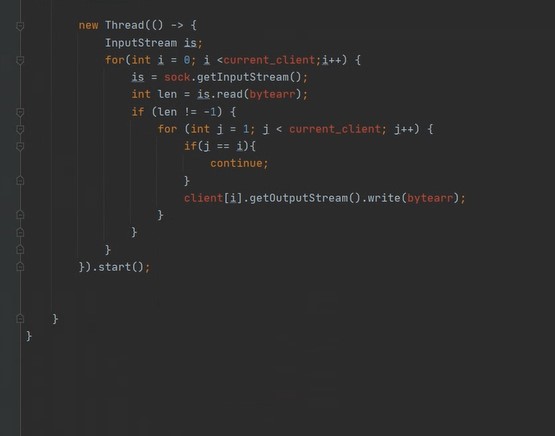 new Thread(() -> {
InputStream is;
for(int i = 0; i <current_client;i++) {
is = sock.getInputStream();
int len = is.read(bytearr);
if (len != -1) {
for (int j = 1; j < current_client; j++) {
if(j == i){
continue;
}
client[i].getOutputStream().write(bytearr);
}
}
}
}).start();
}
}